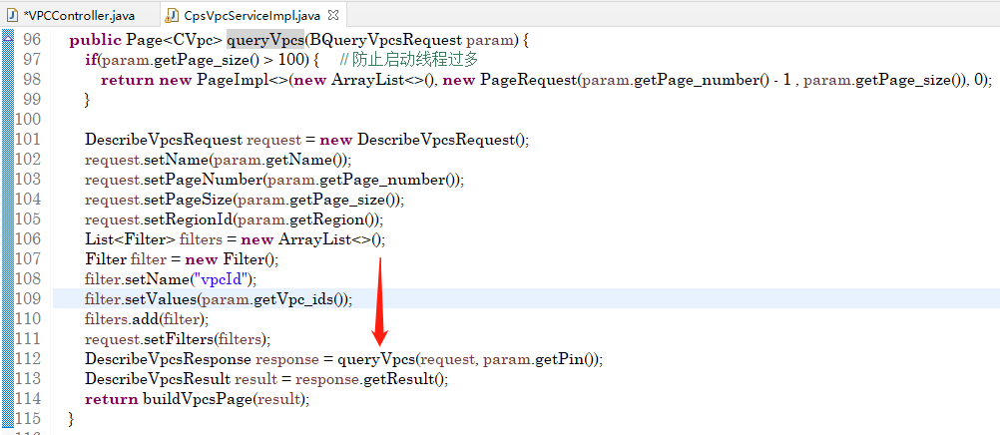 *VPCController.java CpsVpcServiceImpl.java
96 public Page<CVpc> queryVpcs(BQueryVpcsRequest param) {
97 if(param.getPage_size() > 100) { // 防止启动线程过多
98 return new PageImpl<>(new ArrayList<>(), new PageRequest(param.getPage_number() - 1 , param.getPage_size()), 0);
99 }
100
101 DescribeVpcsRequest request = new DescribeVpcsRequest();
102 request.setName(param.getName());
103 request.setPageNumber(param.getPage_number());
104 request.setPageSize(param.getPage_size());
105 request.setRegionId(param.getRegion());
106 List<Filter> filters = new ArrayList<>();
107 Filter filter = new Filter();
108 filter.setName("vpcId");
109 filter.setValues(param.getVpc_ids());
110 filters.add(filter);
111 request.setFilters(filters);
112 DescribeVpcsResponse response = queryVpcs(request, param.getPin());
113 DescribeVpcsResult result = response.getResult();
114 return buildVpcsPage(result);
115 }